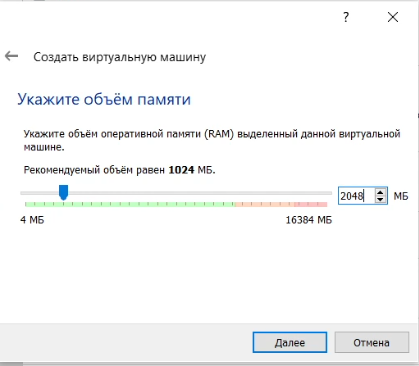 ?
Создать виртуальную машину
Укажите объём памяти
Укажите объём оперативной памяти (RAM) выделенный данной виртуальной
машине.
Рекомендуемый объём равен 1024 МБ.
2048 МБ
4 МБ 16384 МБ
Далее Отмена